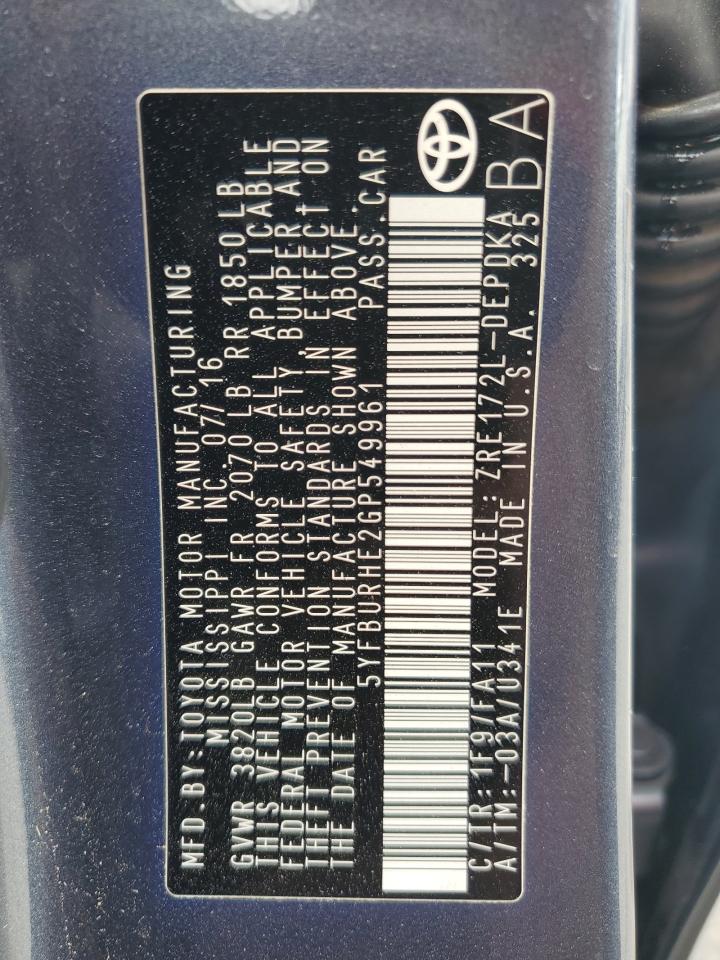 MFD.BY:TOYOTA MOTOR MANUFACTURING
MISSISSIPPI INC. 07/16
GVWR 3820LB GAWR FR 2070 LB RR 1850LB
THIS VEHICLE CONFORMS TO ALL APPLICABLE
FEDERAL MOTOR VEHICLE SAFETY, BUMPER AND
THEFT PREVENTION STANDARDS IN EFFECT ON
THE DATE OF MANUFACTURE SHOWN ABOVE.
5YFBURHE2GP549961 PASS.CAR
C/TR:1F9/FA11 MODEL:ZRE172L-DEPDKA
A/TM:-03A/U341E MADE IN U.S.A. 325
BA